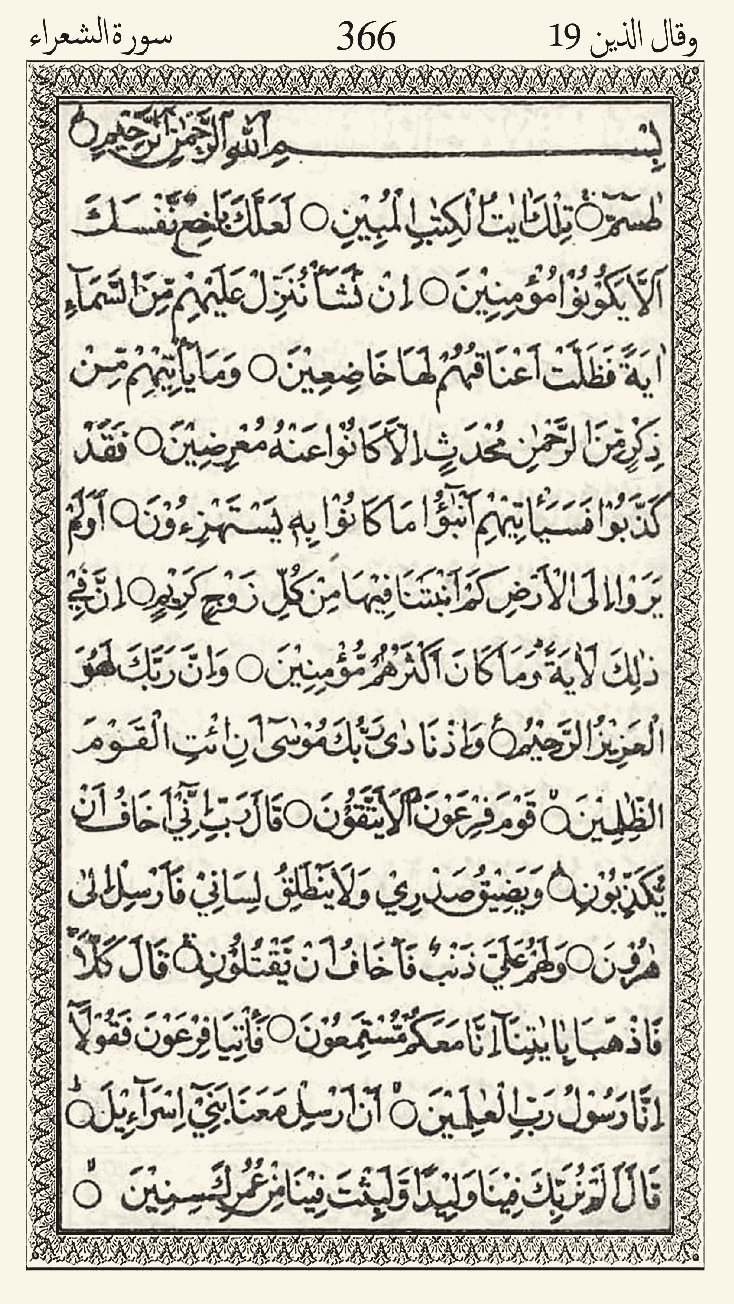 وقال الذين 19 366 سورة الشعراء
بِسْمِ اللّٰهِ الرَّحْمٰنِ الرَّحِيْمِ ○
طٰسٓمّٓ ○ تِلْكَ اٰيٰتُ الْكِتٰبِ الْمُبِيْنِ ○ لَعَلَّكَ بَاخِعٌ نَّفْسَكَ
اَلَّا يَكُوْنُوْا مُؤْمِنِيْنَ ○ اِنْ نَّشَاْ نُنَزِّلْ عَلَيْهِمْ مِّنَ السَّمَآءِ
اٰيَةً فَظَلَّتْ اَعْنَاقُهُمْ لَهَا خَاضِعِيْنَ ○ وَمَا يَاْتِيْهِمْ مِّنْ
ذِكْرٍ مِّنَ الرَّحْمٰنِ مُحْدَثٍ اِلَّا كَانُوْا عَنْهُ مُعْرِضِيْنَ ○ فَقَدْ
كَذَّبُوْا فَسَيَاْتِيْهِمْ اَنْۢبٰٓؤُا مَا كَانُوْا بِهٖ يَسْتَهْزِءُوْنَ ○ اَوَلَمْ
يَرَوْا اِلَى الْاَرْضِ كَمْ اَنْۢبَتْنَا فِيْهَا مِنْ كُلِّ زَوْجٍ كَرِيْمٍ ○ اِنَّ فِيْ
ذٰلِكَ لَاٰيَةً ؕ وَمَا كَانَ اَكْثَرُهُمْ مُّؤْمِنِيْنَ ○ وَاِنَّ رَبَّكَ لَهُوَ
الْعَزِيْزُ الرَّحِيْمُ ○ وَاِذْ نَادٰى رَبُّكَ مُوْسٰٓى اَنِ ائْتِ الْقَوْمَ
الظّٰلِمِيْنَ ○ قَوْمَ فِرْعَوْنَ ؕ اَلَا يَتَّقُوْنَ ○ قَالَ رَبِّ اِنِّيْٓ اَخَافُ اَنْ
يُّكَذِّبُوْنِ ○ وَيَضِيْقُ صَدْرِيْ وَلَا يَنْطَلِقُ لِسَانِيْ فَاَرْسِلْ اِلٰى
هٰرُوْنَ ○ وَلَهُمْ عَلَيَّ ذَنْۢبٌ فَاَخَافُ اَنْ يَّقْتُلُوْنِ ○ قَالَ كَلَّا ۚ
فَاذْهَبَا بِاٰيٰتِنَآ اِنَّا مَعَكُمْ مُّسْتَمِعُوْنَ ○ فَاْتِيَا فِرْعَوْنَ فَقُوْلَآ
اِنَّا رَسُوْلُ رَبِّ الْعٰلَمِيْنَ ○ اَنْ اَرْسِلْ مَعَنَا بَنِيْٓ اِسْرَآءِيْلَ ○
قَالَ اَلَمْ نُرَبِّكَ فِيْنَا وَلِيْدًا وَّلَبِثْتَ فِيْنَا مِنْ عُمُرِكَ سِنِيْنَ ○